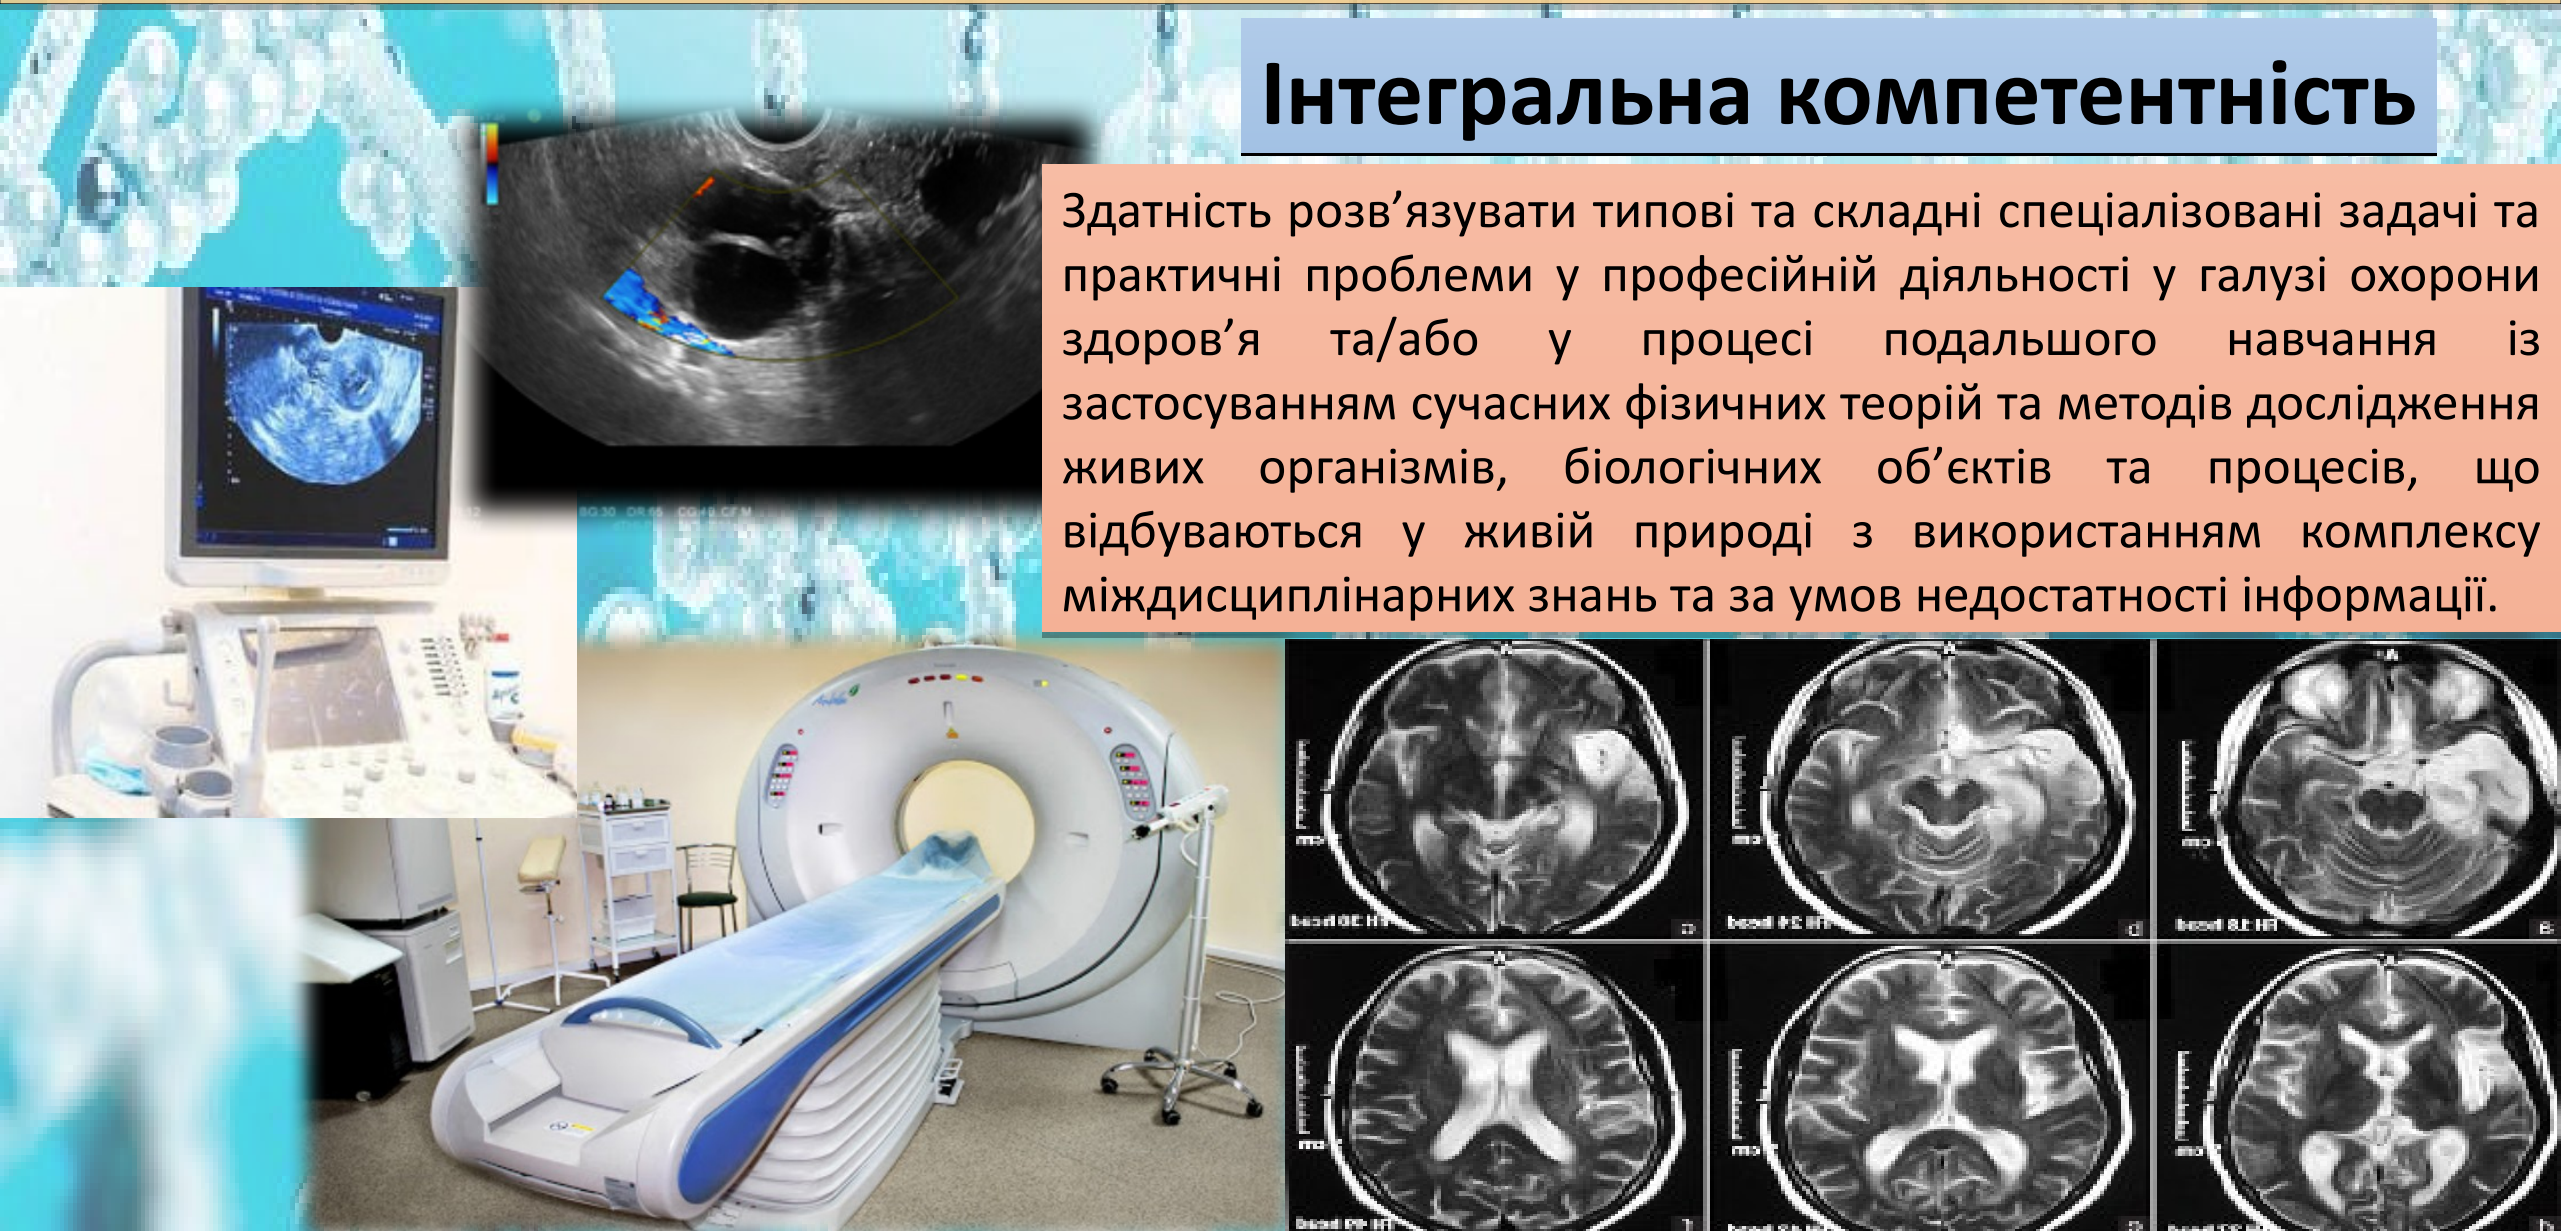 Інтегральна компетентність
Здатність розв’язувати типові та складні спеціалізовані задачі та
практичні проблеми у професійній діяльності у галузі охорони
здоров’я та/або у процесі подальшого навчання із
застосуванням сучасних фізичних теорій та методів дослідження
живих організмів, біологічних об’єктів та процесів, що
відбуваються у живій природі з використанням комплексу
міждисциплінарних знань та за умов недостатності інформації.